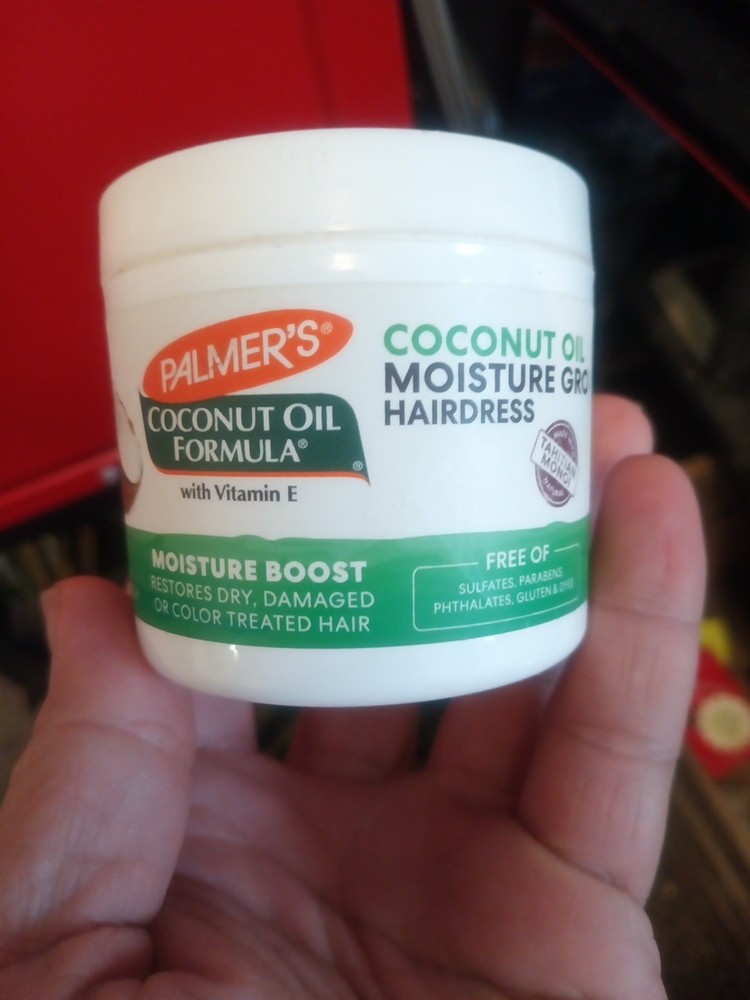 PALMER'S®
COCONUT OIL
FORMULA®
®
with Vitamin E
COCONUT OIL
MOISTURE GRO
HAIRDRESS
TAHITIAN
MONOI
MOISTURE BOOST
RESTORES DRY, DAMAGED
OR COLOR TREATED HAIR
FREE OF
SULFATES, PARABENS,
PHTHALATES, GLUTEN & DYES